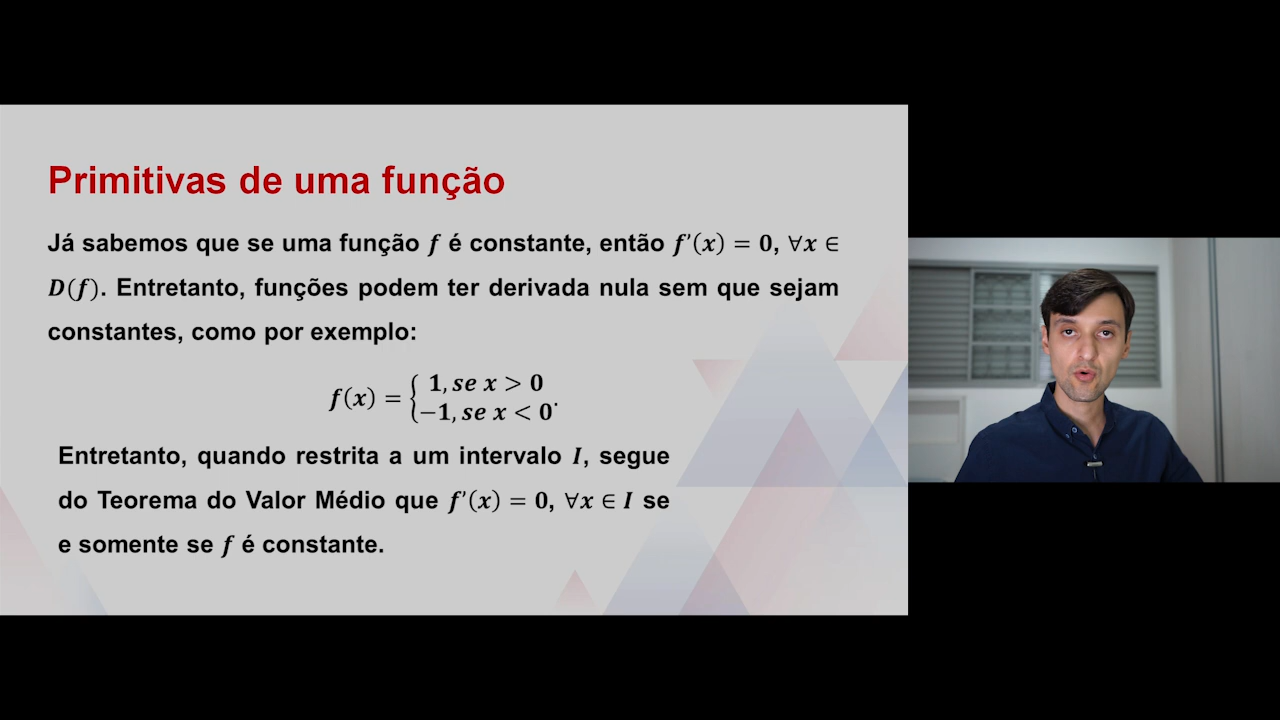 Primitivas de uma função
Já sabemos que se uma função f é constante, então f’(x) = 0, ∀x ∈
D(f). Entretanto, funções podem ter derivada nula sem que sejam
constantes, como por exemplo:
f(x) = { 1, se x > 0
−1, se x < 0 .
Entretanto, quando restrita a um intervalo I, segue
do Teorema do Valor Médio que f’(x) = 0, ∀x ∈ I se
e somente se f é constante.